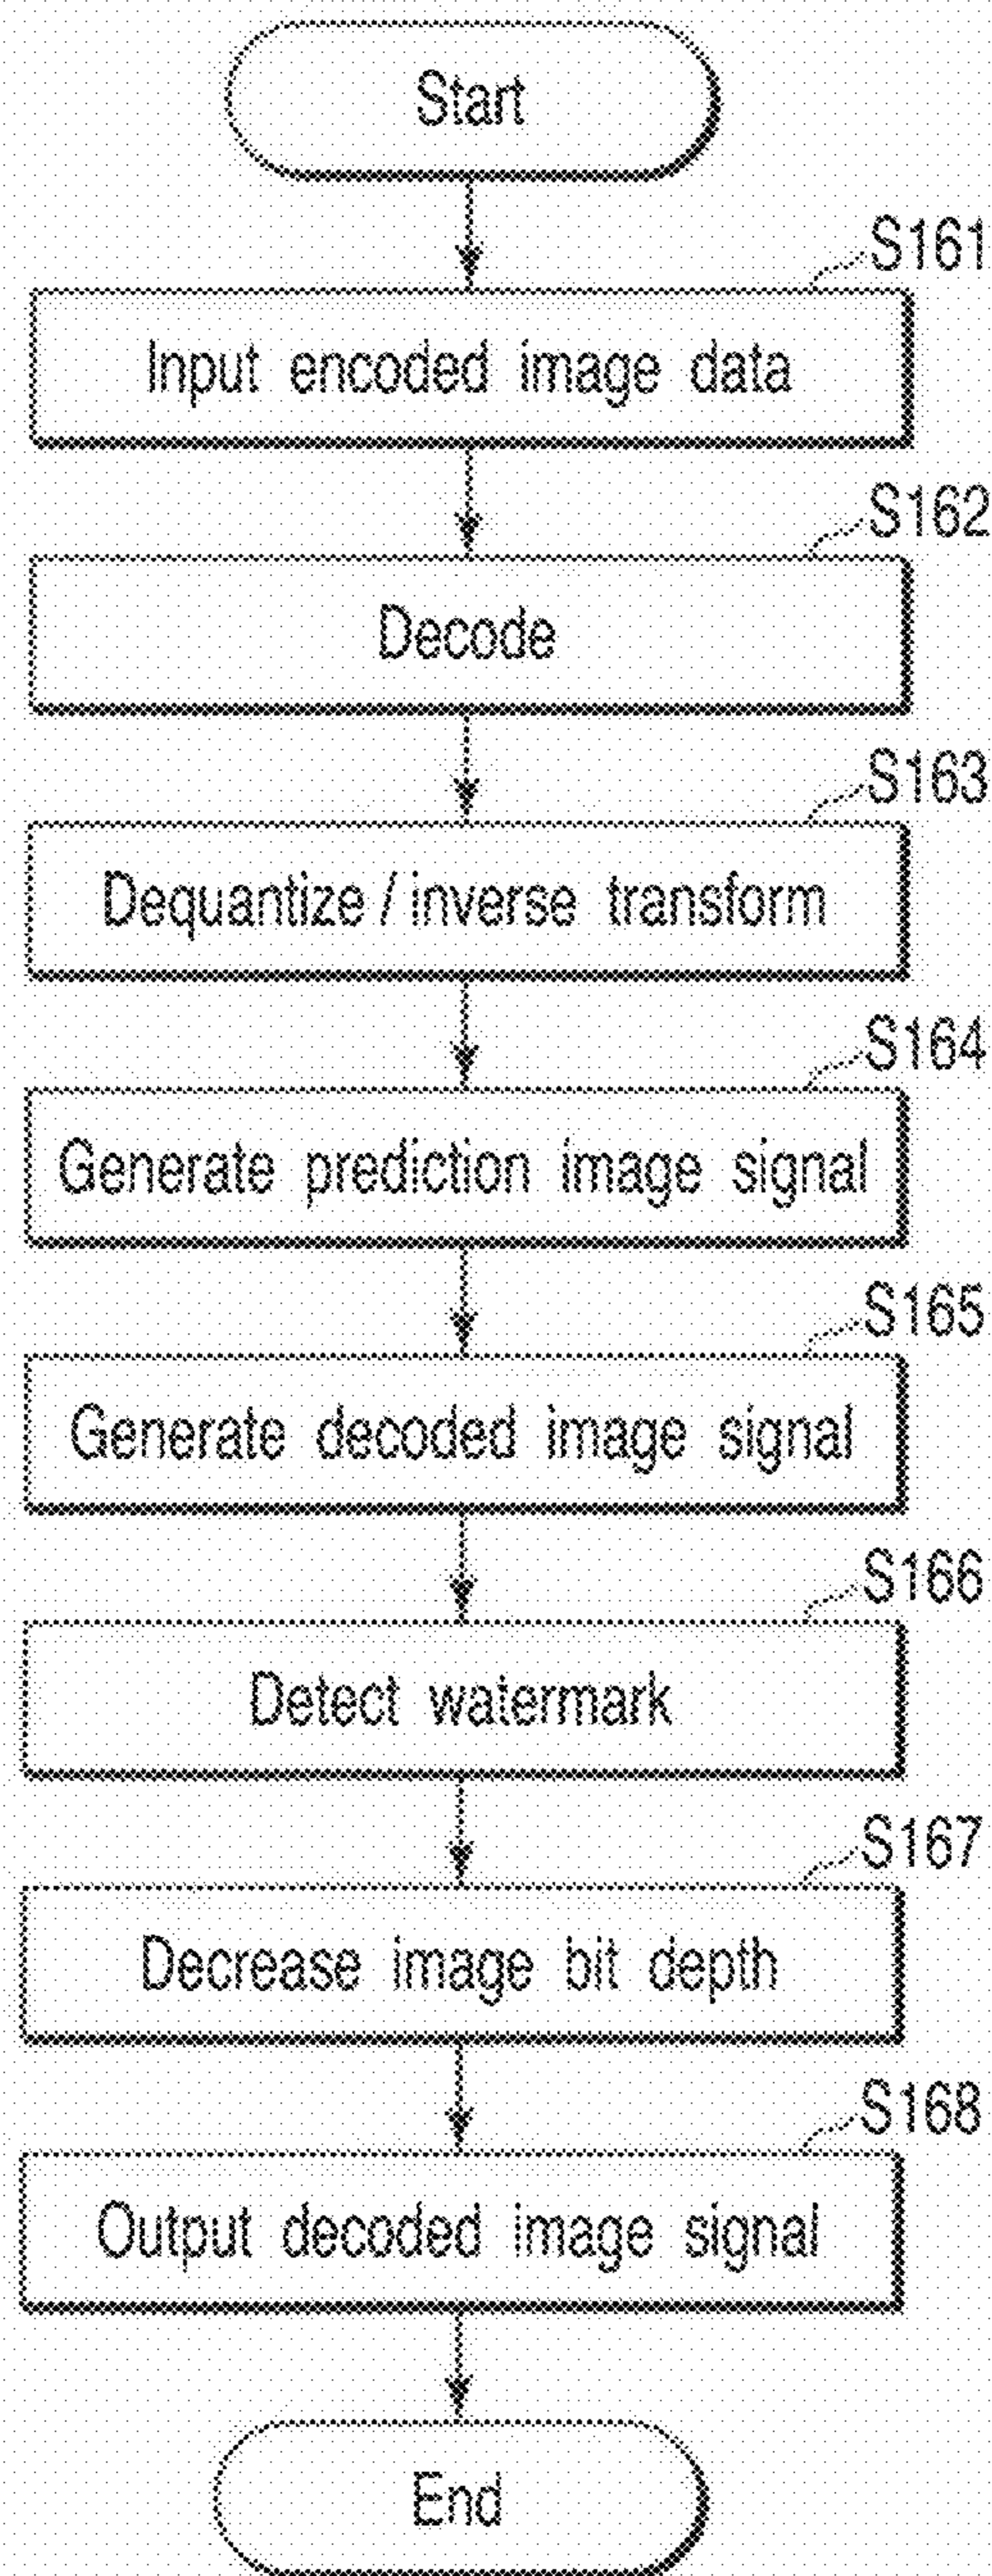 Start
S161
Input encoded image data
S162
Decode
S163
Dequantize / inverse transform
S164
Generate prediction image signal
S165
Generate decoded image signal
S166
Detect watermark
S167
Decrease image bit depth
S168
Output decoded image signal
End